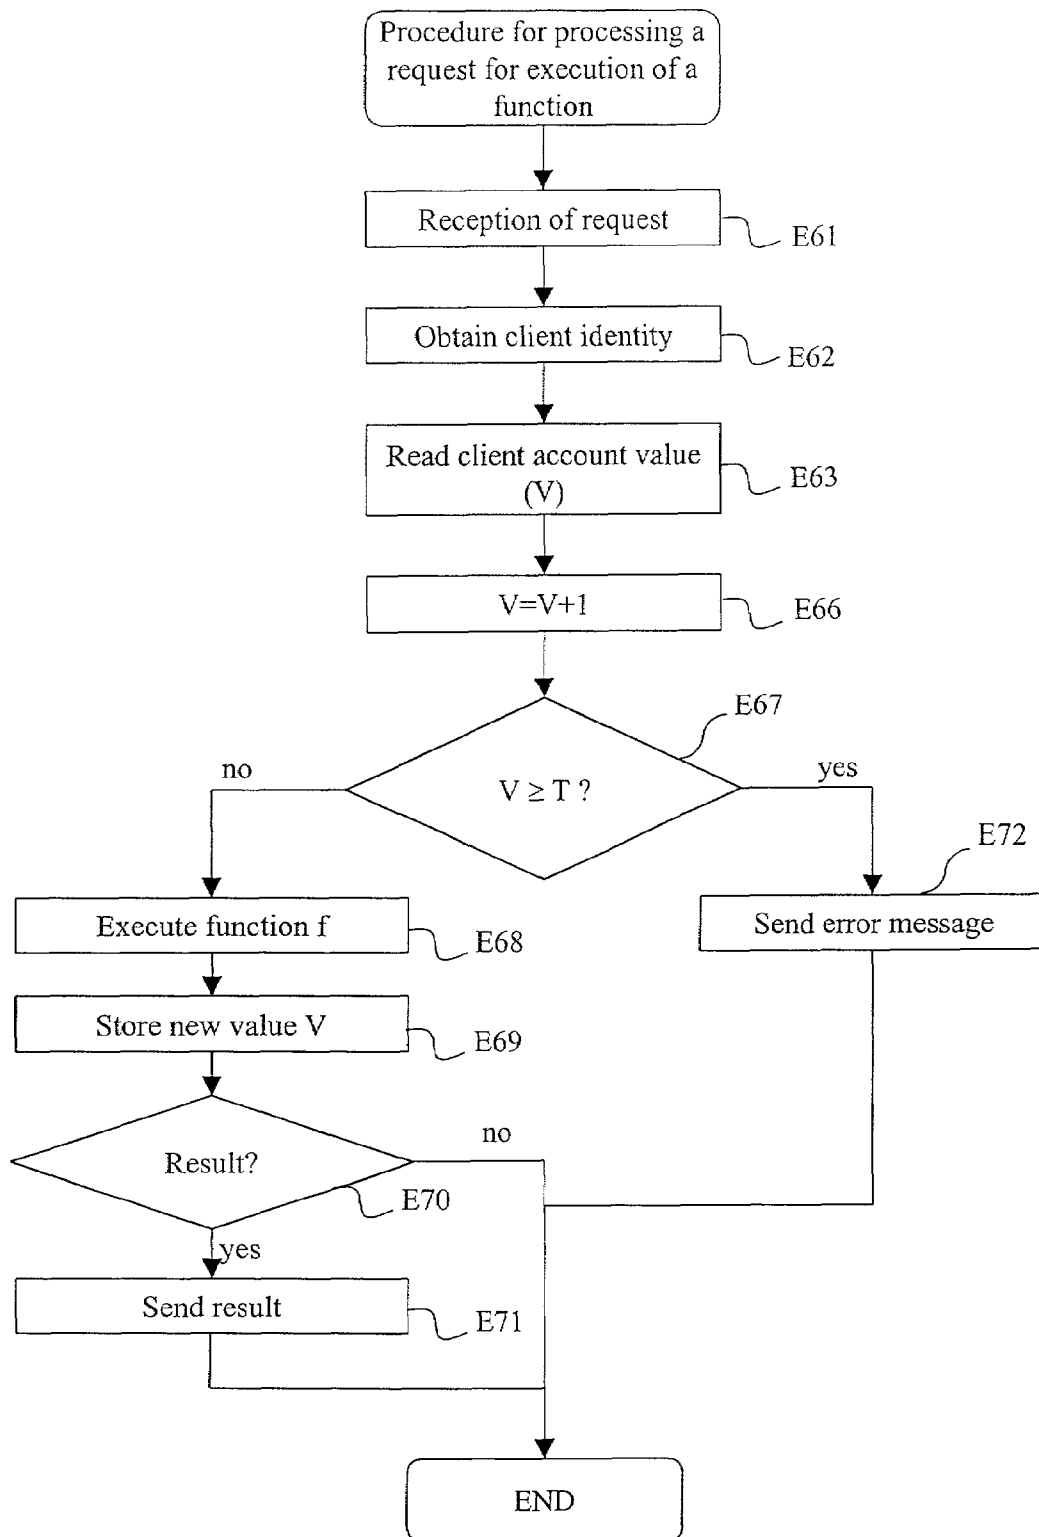 Procedure for processing a
request for execution of a
function
Reception of request
E61
Obtain client identity
E62
Read client account value
(V)
E63
V=V+1
E66
E67
no
V ≥ T ?
yes
E72
Execute function f
E68
Send error message
Store new value V
E69
no
Result?
E70
yes
Send result
E71
END